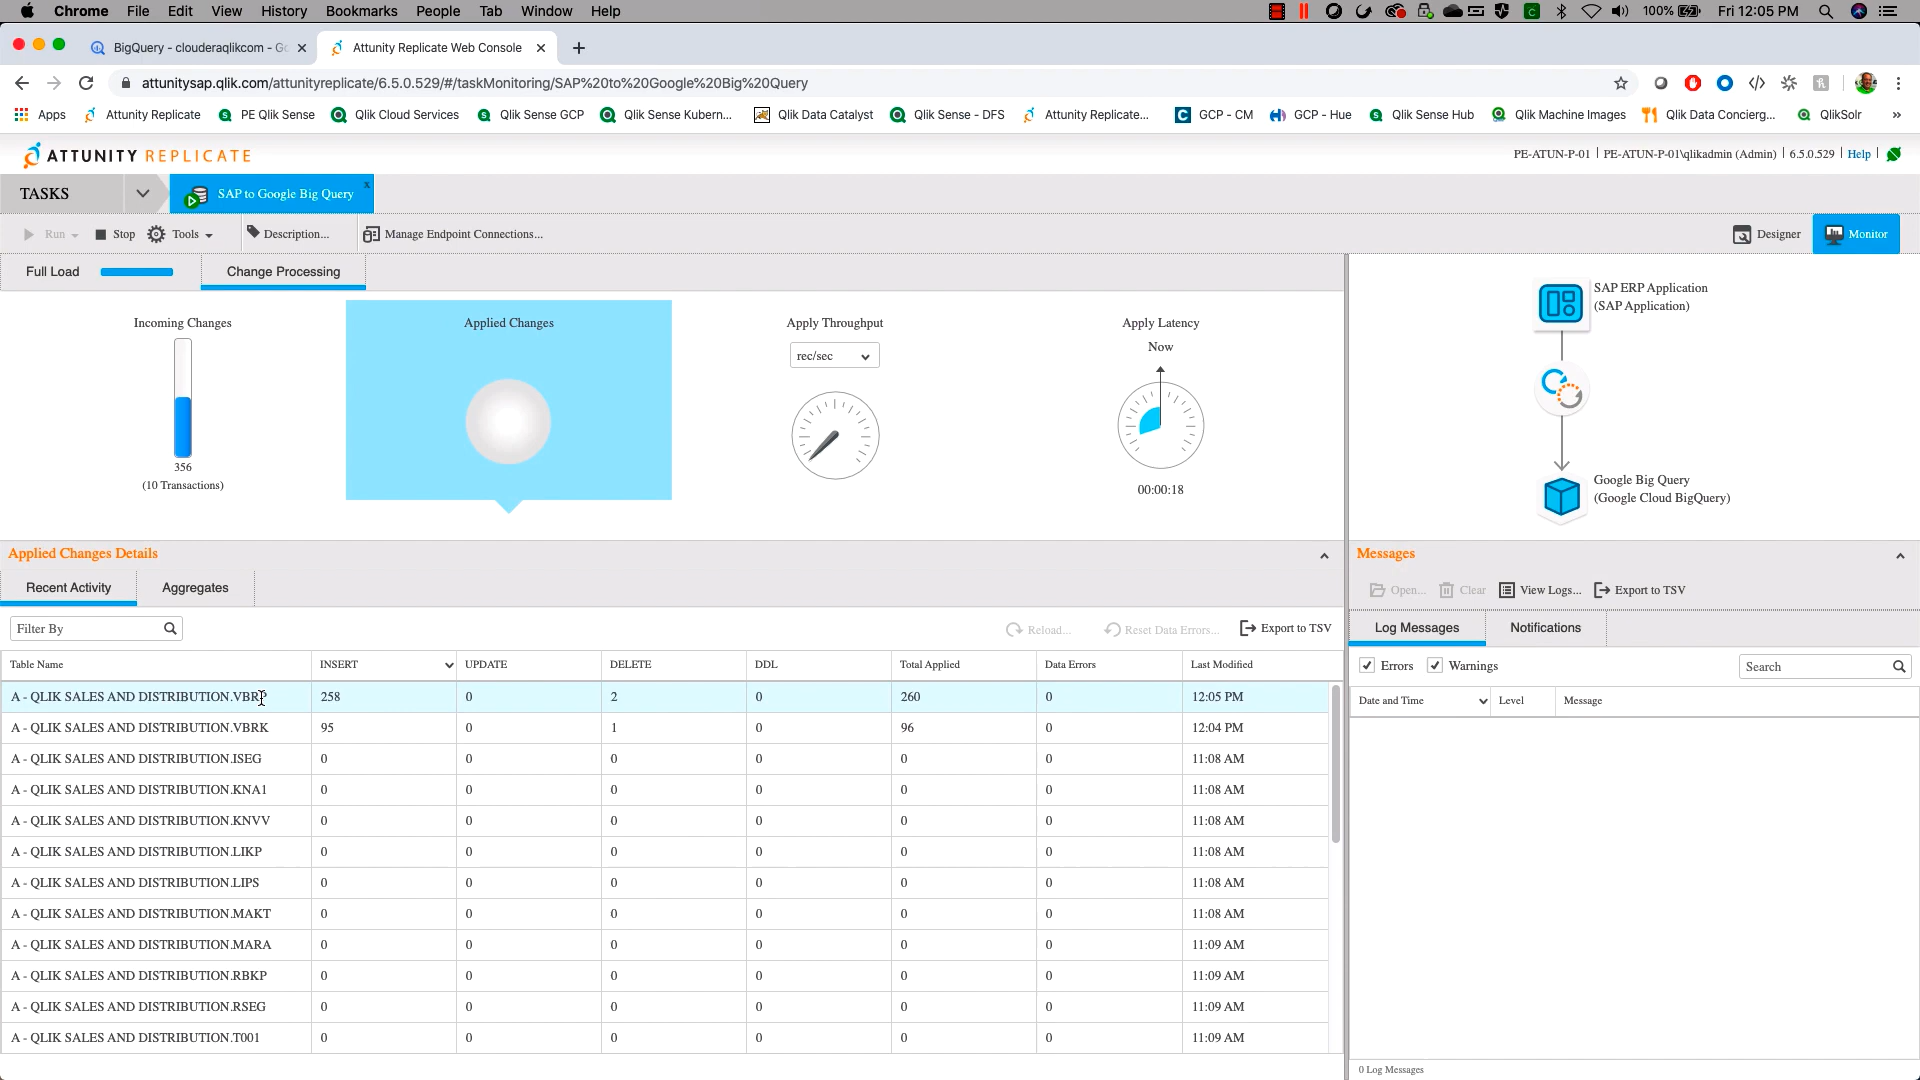 Chrome File Edit View History Bookmarks People Tab Window Help 100% Fri 12:05 PM
BigQuery - clouderaqlikcom - Go
Attunity Replicate Web Console
attunitysap.qlik.com/attunityreplicate/6.5.0.529/#/taskMonitoring/SAP%20to%20Google%20Big%20Query
Apps Attunity Replicate PE Qlik Sense Qlik Cloud Services Qlik Sense GCP Qlik Sense Kubern... Qlik Data Catalyst Qlik Sense - DFS Attunity Replicate... GCP - CM GCP - Hue Qlik Sense Hub Qlik Machine Images Qlik Data Concierg... QlikSolr »
ATTUNITY REPLICATE
PE-ATUN-P-01 | PE-ATUN-P-01\qlikadmin (Admin) | 6.5.0.529 | Help |
TASKS SAP to Google Big Query x
Run Stop Tools Description... Manage Endpoint Connections... Designer Monitor
Full Load Change Processing
Incoming Changes
356
(10 Transactions)
Applied Changes
Apply Throughput
rec/sec
Apply Latency
Now
00:00:18
SAP ERP Application
(SAP Application)
Google Big Query
(Google Cloud BigQuery)
Applied Changes Details
Recent Activity Aggregates
Filter By Reload... Reset Data Errors... Export to TSV
Table Name INSERT UPDATE DELETE DDL Total Applied Data Errors Last Modified
A - QLIK SALES AND DISTRIBUTION.VBRP 258 0 2 0 260 0 12:05 PM
A - QLIK SALES AND DISTRIBUTION.VBRK 95 0 1 0 96 0 12:04 PM
A - QLIK SALES AND DISTRIBUTION.ISEG 0 0 0 0 0 0 11:08 AM
A - QLIK SALES AND DISTRIBUTION.KNA1 0 0 0 0 0 0 11:08 AM
A - QLIK SALES AND DISTRIBUTION.KNVV 0 0 0 0 0 0 11:08 AM
A - QLIK SALES AND DISTRIBUTION.LIKP 0 0 0 0 0 0 11:08 AM
A - QLIK SALES AND DISTRIBUTION.LIPS 0 0 0 0 0 0 11:08 AM
A - QLIK SALES AND DISTRIBUTION.MAKT 0 0 0 0 0 0 11:08 AM
A - QLIK SALES AND DISTRIBUTION.MARA 0 0 0 0 0 0 11:09 AM
A - QLIK SALES AND DISTRIBUTION.RBKP 0 0 0 0 0 0 11:09 AM
A - QLIK SALES AND DISTRIBUTION.RSEG 0 0 0 0 0 0 11:09 AM
A - QLIK SALES AND DISTRIBUTION.T001 0 0 0 0 0 0 11:09 AM
Messages
Open... Clear View Logs... Export to TSV
Log Messages Notifications
Errors Warnings Search
Date and Time Level Message
0 Log Messages